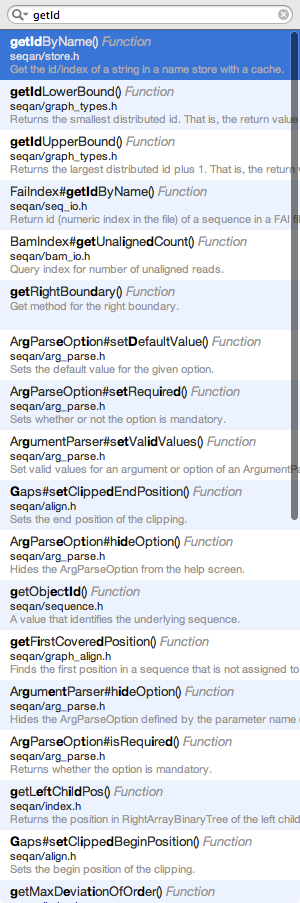 getId
getIdByName() Function
seqan/store.h
Get the id/index of a string in a name store with a cache.
getIdLowerBound() Function
seqan/graph_types.h
Returns the smallest distributed id. That is, the return value
getIdUpperBound() Function
seqan/graph_types.h
Returns the largest distributed id plus 1. That is, the return v
FaiIndex#getIdByName() Function
seqan/seq_io.h
Return id (numeric index in the file) of a sequence in a FAI fi
BamIndex#getUnalignedCount() Function
seqan/bam_io.h
Query index for number of unaligned reads.
getRightBoundary() Function
Get method for the right boundary.
ArgParseOption#setDefaultValue() Function
seqan/arg_parse.h
Sets the default value for the given option.
ArgParseOption#setRequired() Function
seqan/arg_parse.h
Sets whether or not the option is mandatory.
ArgumentParser#setValidValues() Function
seqan/arg_parse.h
Set valid values for an argument or option of an ArgumentPa
Gaps#setClippedEndPosition() Function
seqan/align.h
Sets the end position of the clipping.
ArgParseOption#hideOption() Function
seqan/arg_parse.h
Hides the ArgParseOption from the help screen.
getObjectId() Function
seqan/sequence.h
A value that identifies the underlying sequence.
getFirstCoveredPosition() Function
seqan/graph_align.h
Finds the first position in a sequence that is not assigned to
ArgumentParser#hideOption() Function
seqan/arg_parse.h
Hides the ArgParseOption defined by the parameter name (
ArgParseOption#isRequired() Function
seqan/arg_parse.h
Returns whether the option is mandatory.
getLeftChildPos() Function
seqan/index.h
Returns the position in RightArrayBinaryTree of the left child
Gaps#setClippedBeginPosition() Function
seqan/align.h
Sets the begin position of the clipping.
getMaxDeviationOfOrder() Function